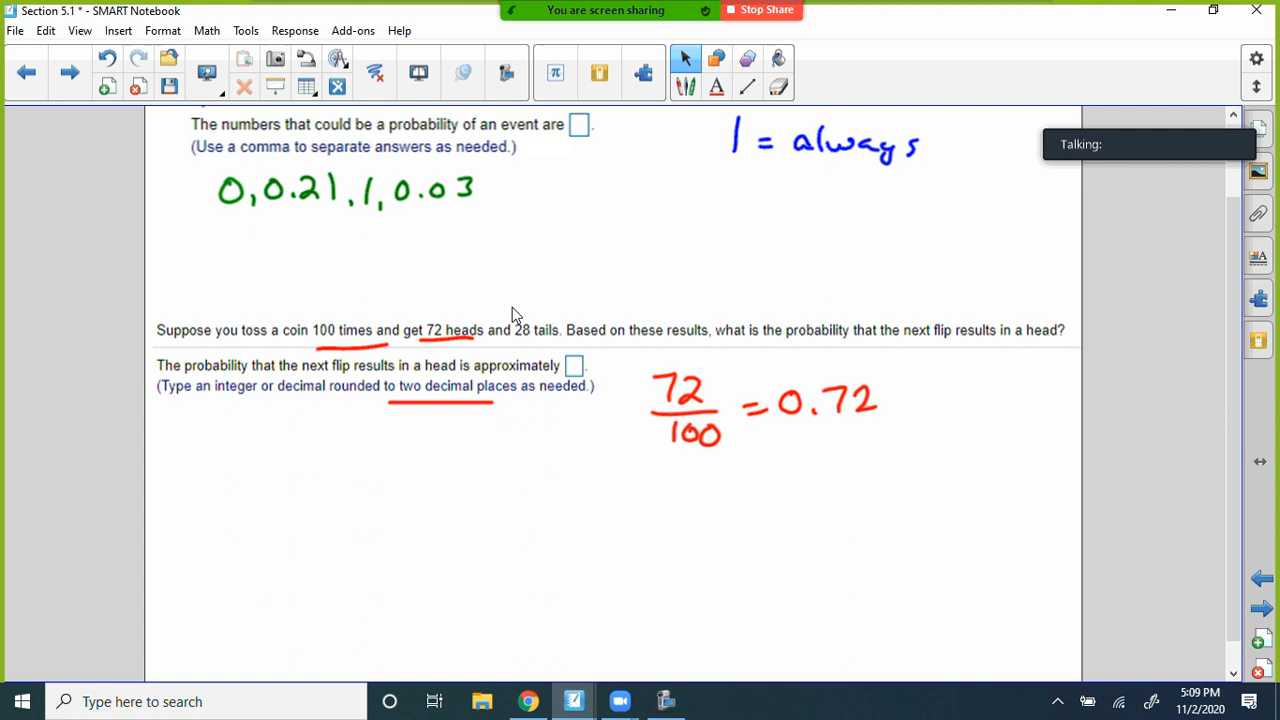 Section 5.1 * - SMART Notebook
You are screen sharing
Stop Share
File Edit View Insert Format Math Tools Response Add-ons Help
The numbers that could be a probability of an event are
.
(Use a comma to separate answers as needed.)
1 = always
Talking:
0, 0.21, 1, 0.03
Suppose you toss a coin 100 times and get 72 heads and 28 tails. Based on these results, what is the probability that the next flip results in a head?
The probability that the next flip results in a head is approximately
.
(Type an integer or decimal rounded to two decimal places as needed.)
72
100
= 0.72
Type here to search
5:09 PM
11/2/2020